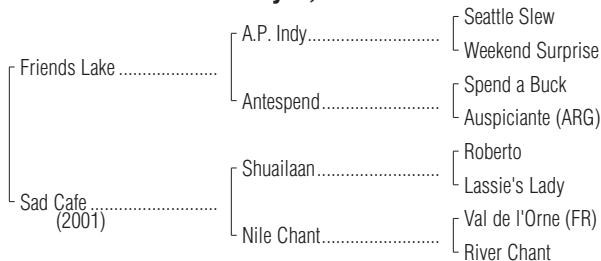 Seattle Slew
A.P. Indy
Weekend Surprise
Friends Lake
Spend a Buck
Antespend
Auspiciante (ARG)
Roberto
Shuailaan
Lassie's Lady
Sad Cafe
(2001)
Val de l'Orne (FR)
Nile Chant
River Chant